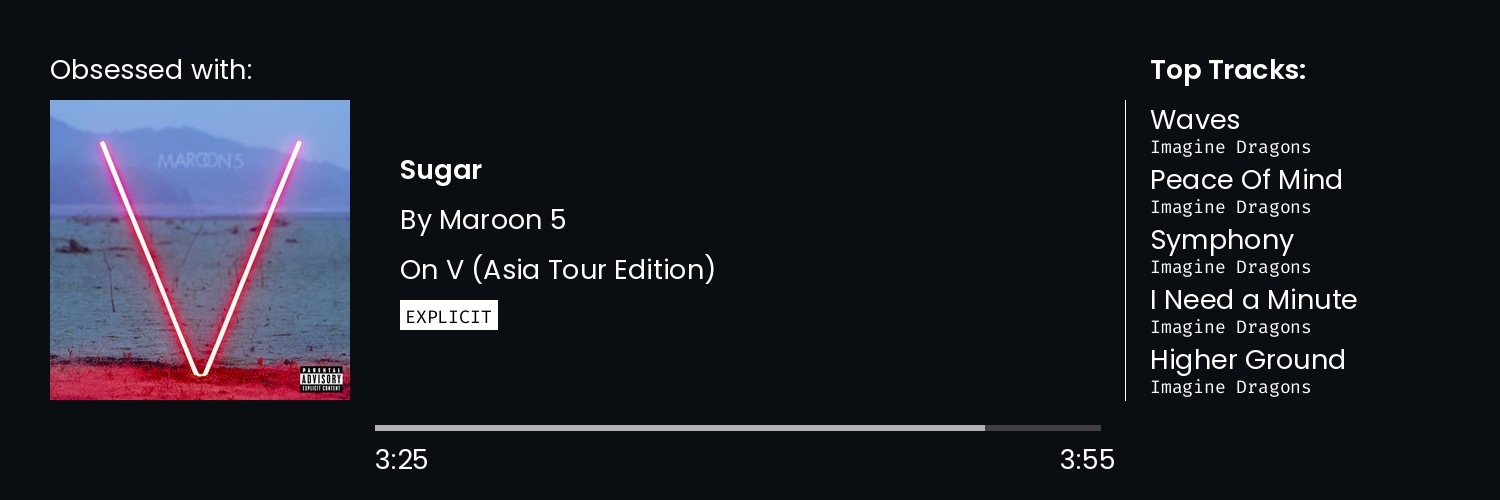 Obsessed with:
MAROON 5
PARENTAL
ADVISORY
EXPLICIT CONTENT
Sugar
By Maroon 5
On V (Asia Tour Edition)
EXPLICIT
3:25
3:55
Top Tracks:
Waves
Imagine Dragons
Peace Of Mind
Imagine Dragons
Symphony
Imagine Dragons
I Need a Minute
Imagine Dragons
Higher Ground
Imagine Dragons